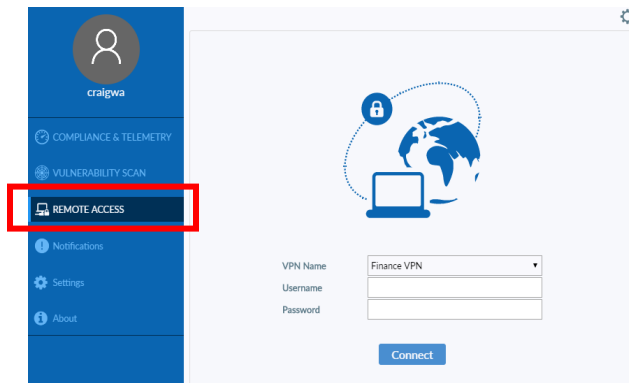 craigwa
COMPLIANCE & TELEMETRY
VULNERABILITY SCAN
REMOTE ACCESS
Notifications
Settings
About
VPN Name Finance VPN
Username
Password
Connect